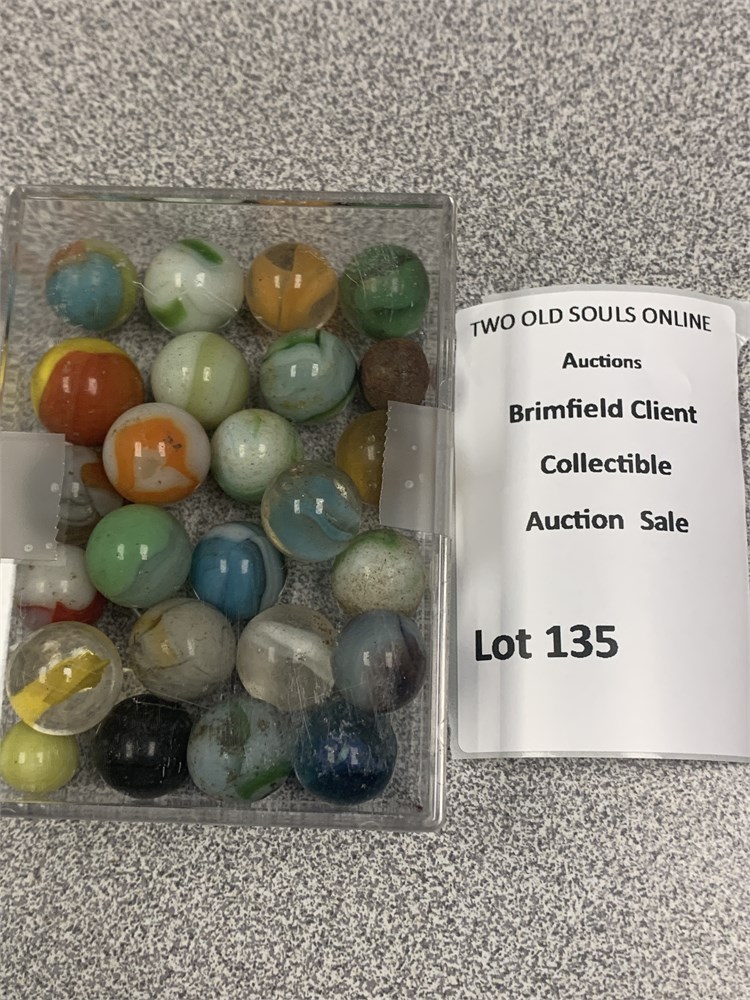 TWO OLD SOULS ONLINE
Auctions
Brimfield Client
Collectible
Auction Sale
Lot 135